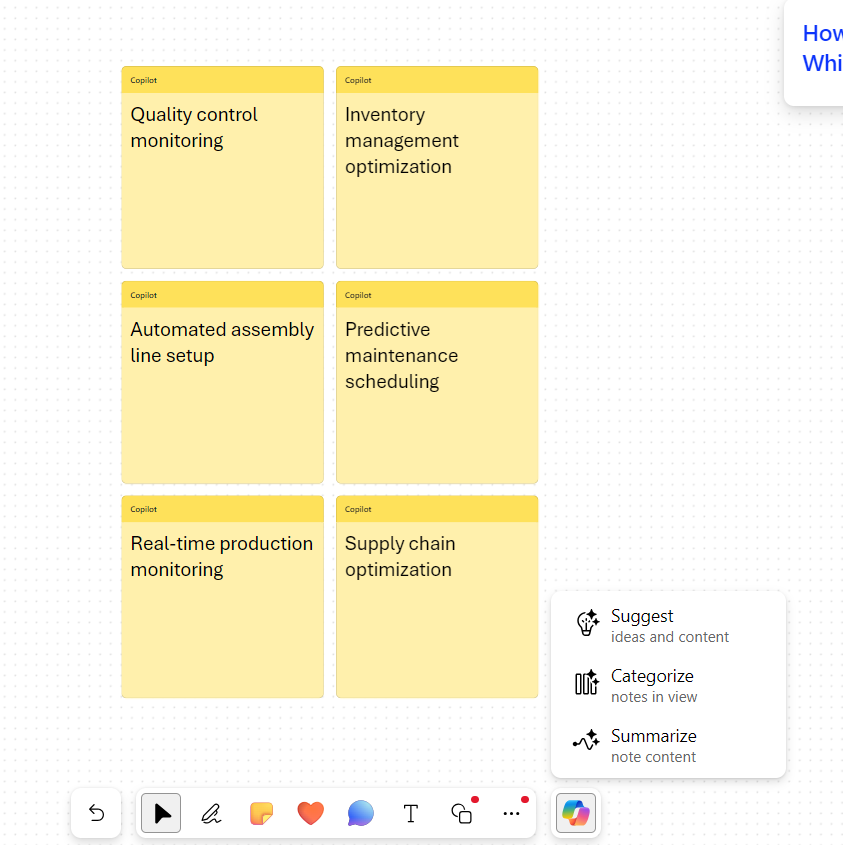 How
Whi
Copilot
Quality control
monitoring
Copilot
Inventory
management
optimization
Copilot
Automated assembly
line setup
Copilot
Predictive
maintenance
scheduling
Copilot
Real-time production
monitoring
Copilot
Supply chain
optimization
Suggest
ideas and content
Categorize
notes in view
Summarize
note content
T